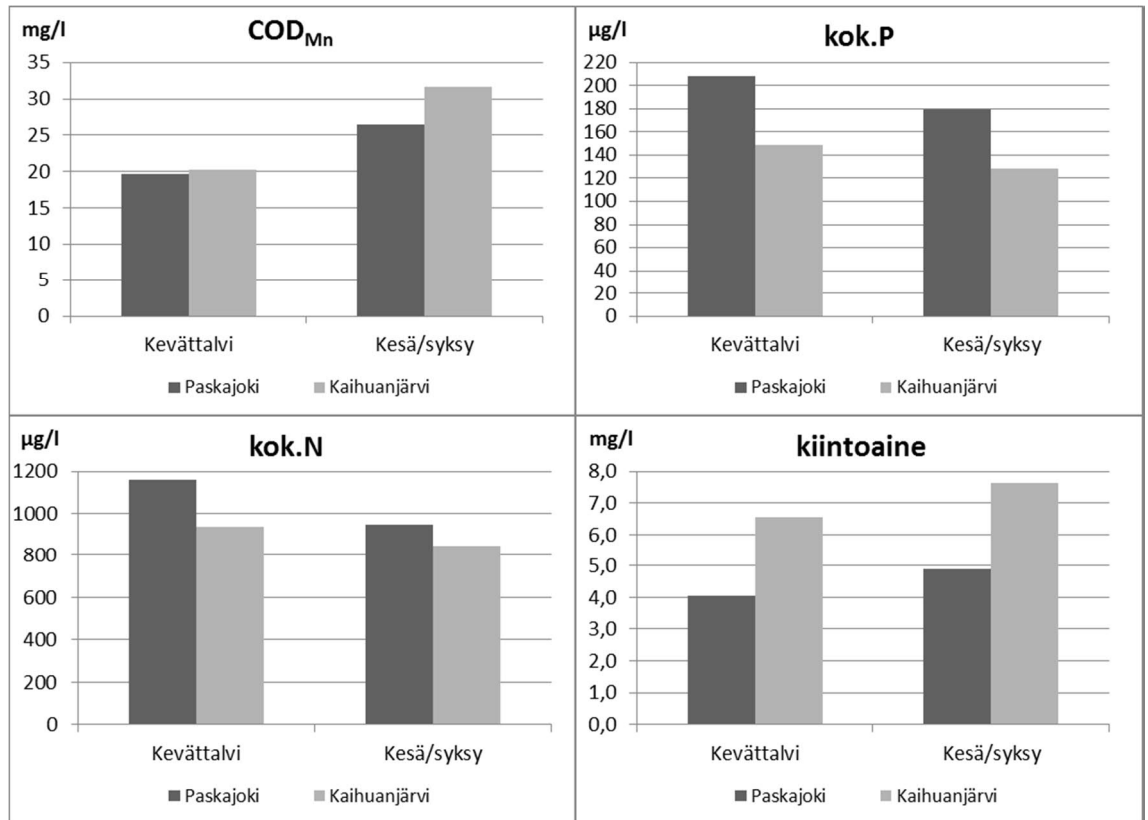 mg/l
COD_Mn
35
30
25
20
15
10
5
0
Kevättalvi Kesä/syksy
Paskajoki Kaihuanjärvi
µg/l
kok.P
220
200
180
160
140
120
100
80
60
40
20
0
Kevättalvi Kesä/syksy
Paskajoki Kaihuanjärvi
µg/l
kok.N
1200
1000
800
600
400
200
0
Kevättalvi Kesä/syksy
Paskajoki Kaihuanjärvi
mg/l
kiintoaine
8,0
7,0
6,0
5,0
4,0
3,0
2,0
1,0
0,0
Kevättalvi Kesä/syksy
Paskajoki Kaihuanjärvi